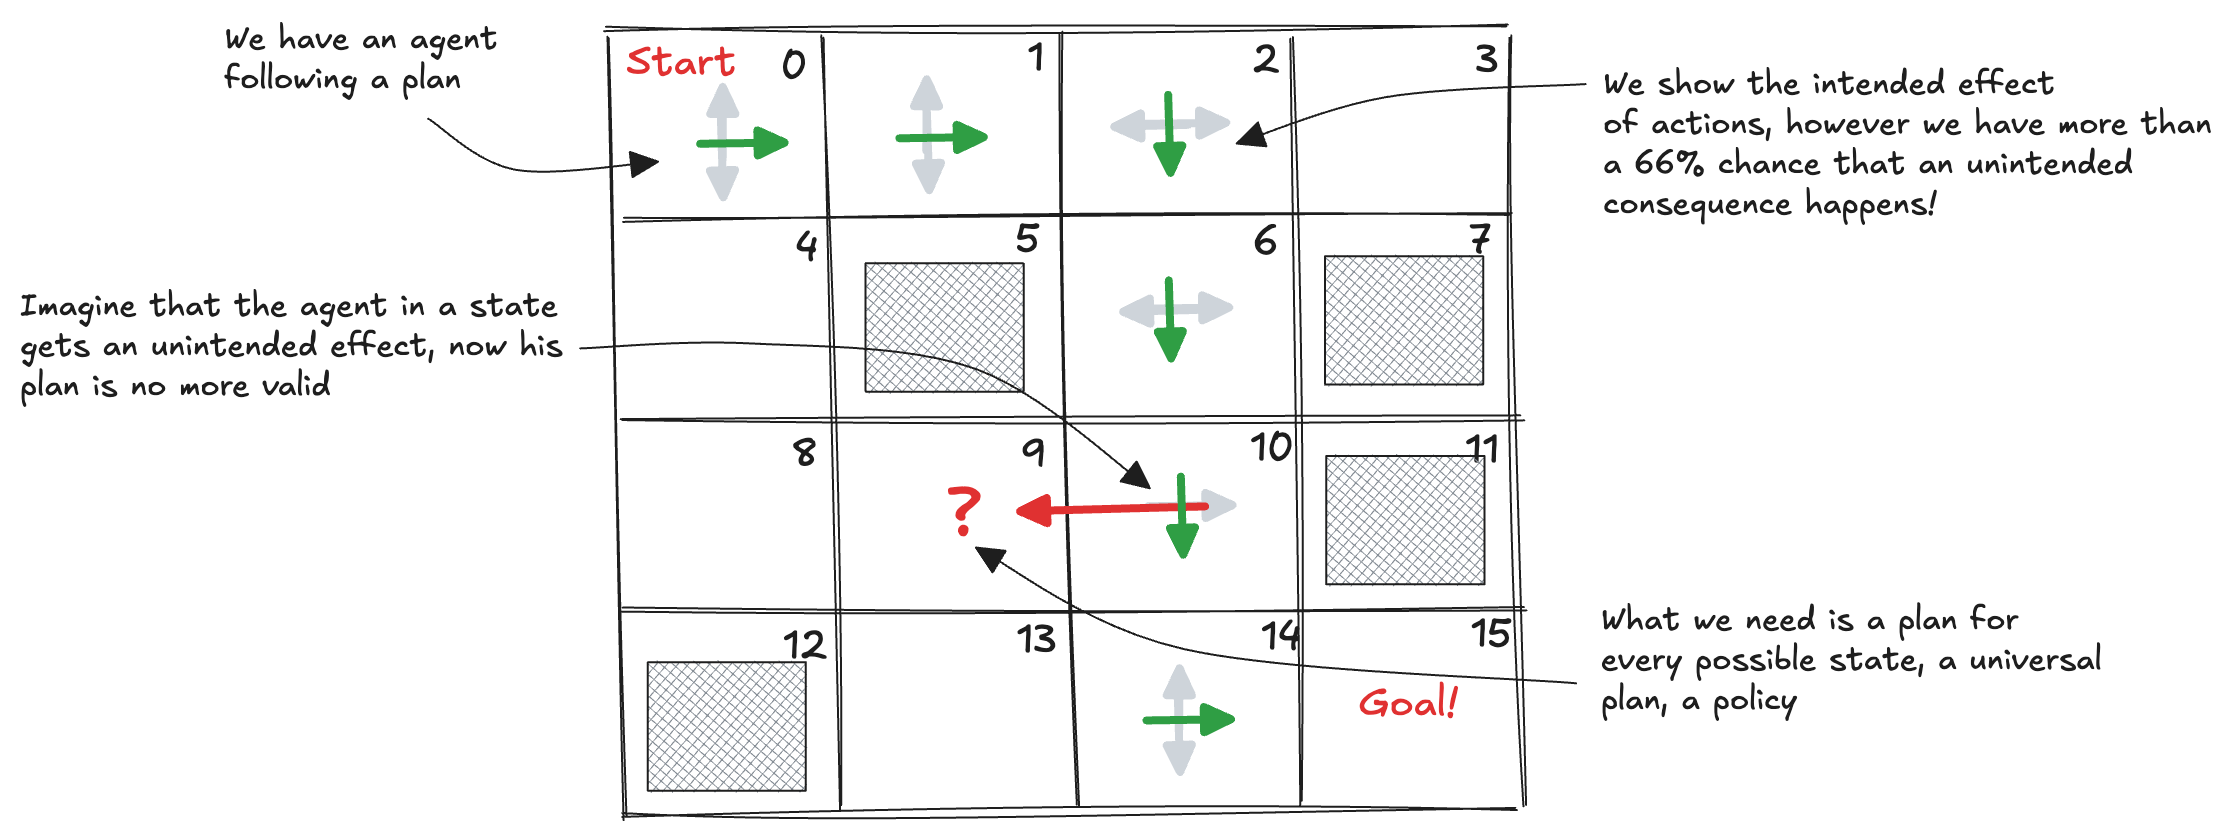 We have an agent
following a plan
Start
0
1
2
3
We show the intended effect
of actions, however we have more than
a 66% chance that an unintended
consequence happens!
4
5
6
7
Imagine that the agent in a state
gets an unintended effect, now his
plan is no more valid
8
9
10
11
?
12
13
14
15
Goal!
What we need is a plan for
every possible state, a universal
plan, a policy